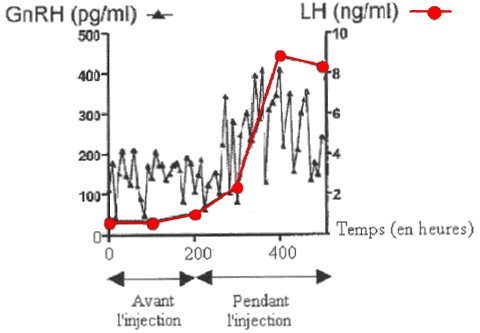 GnRH (pg/ml) LH (ng/ml)
500 10
400 8
300 6
200 4
100 2
0
0 200 400 Temps (en heures)
Avant Pendant
l'injection l'injection